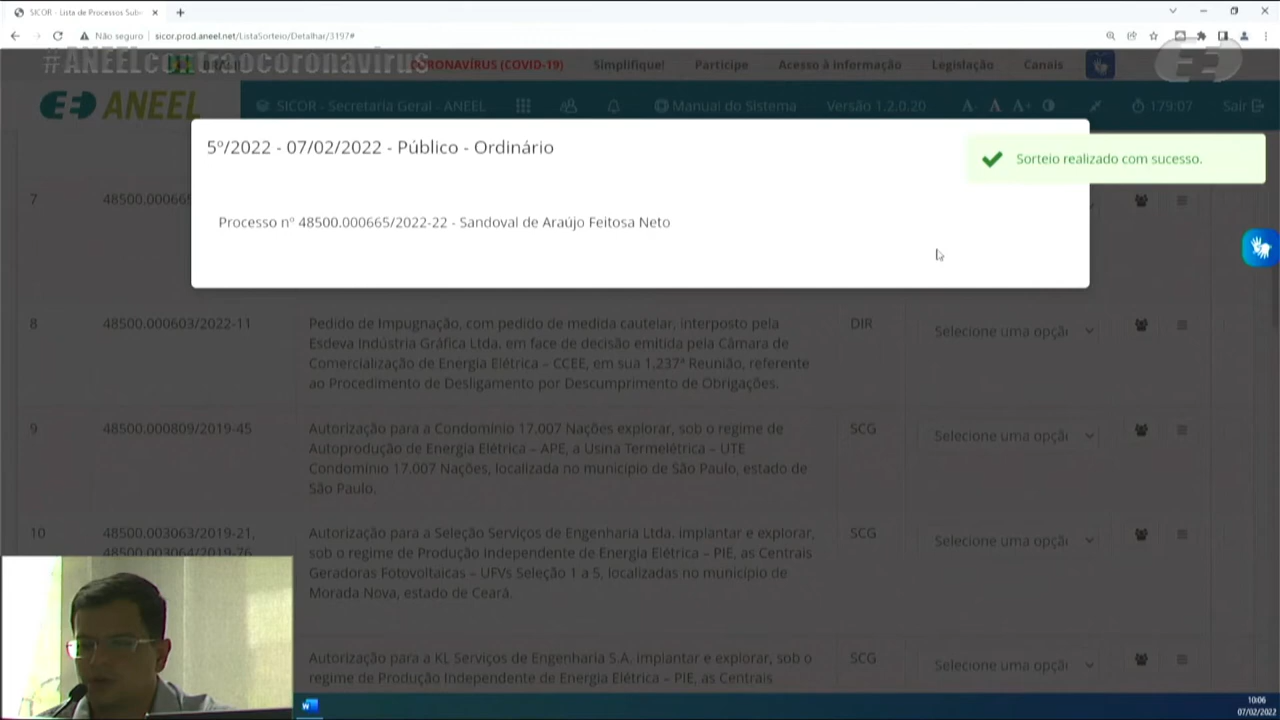 SICOR - Lista de Processos Sub
Não seguro
sicor.prod.aneel.net/ListaSorteio/Detalhar/3197#
#ANEELcontraocoronavirus
CORONAVÍRUS (COVID-19)
Simplifique!
Participe
Acesso à informação
Legislação
Canais
ANEEL
SICOR - Secretaria Geral - ANEEL
Manual do Sistema
Versão 1.2.0.20
A-
A
A+
179:07
Sair
5º/2022 - 07/02/2022 - Público - Ordinário
Sorteio realizado com sucesso.
7
Processo nº 48500.000665/2022-22 - Sandoval de Araújo Feitosa Neto
8
48500.000603/2022-11
Pedido de Impugnação, com pedido de medida cautelar, interposto pela
Esdeva Indústria Gráfica Ltda. em face de decisão emitida pela Câmara de
Comercialização de Energia Elétrica – CCEE, em sua 1.237ª Reunião, referente
ao Procedimento de Desligamento por Descumprimento de Obrigações.
DIR
Selecione uma opçã
9
48500.000809/2019-45
Autorização para a Condomínio 17.007 Nações explorar, sob o regime de
Autoprodução de Energia Elétrica – APE, a Usina Termelétrica – UTE
Condomínio 17.007 Nações, localizada no município de São Paulo, estado de
São Paulo.
SCG
Selecione uma opçã
10
48500.003063/2019-21,
48500.003064/2019-76
Autorização para a Seleção Serviços de Engenharia Ltda. implantar e explorar,
sob o regime de Produção Independente de Energia Elétrica – PIE, as Centrais
Geradoras Fotovoltaicas – UFVs Seleção 1 a 5, localizadas no município de
Morada Nova, estado de Ceará.
SCG
Selecione uma opçã
Autorização para a KL Serviços de Engenharia S.A. implantar e explorar, sob o
regime de Produção Independente de Energia Elétrica – PIE, as Centrais
SCG
Selecione uma opçã
10:06
07/02/2022